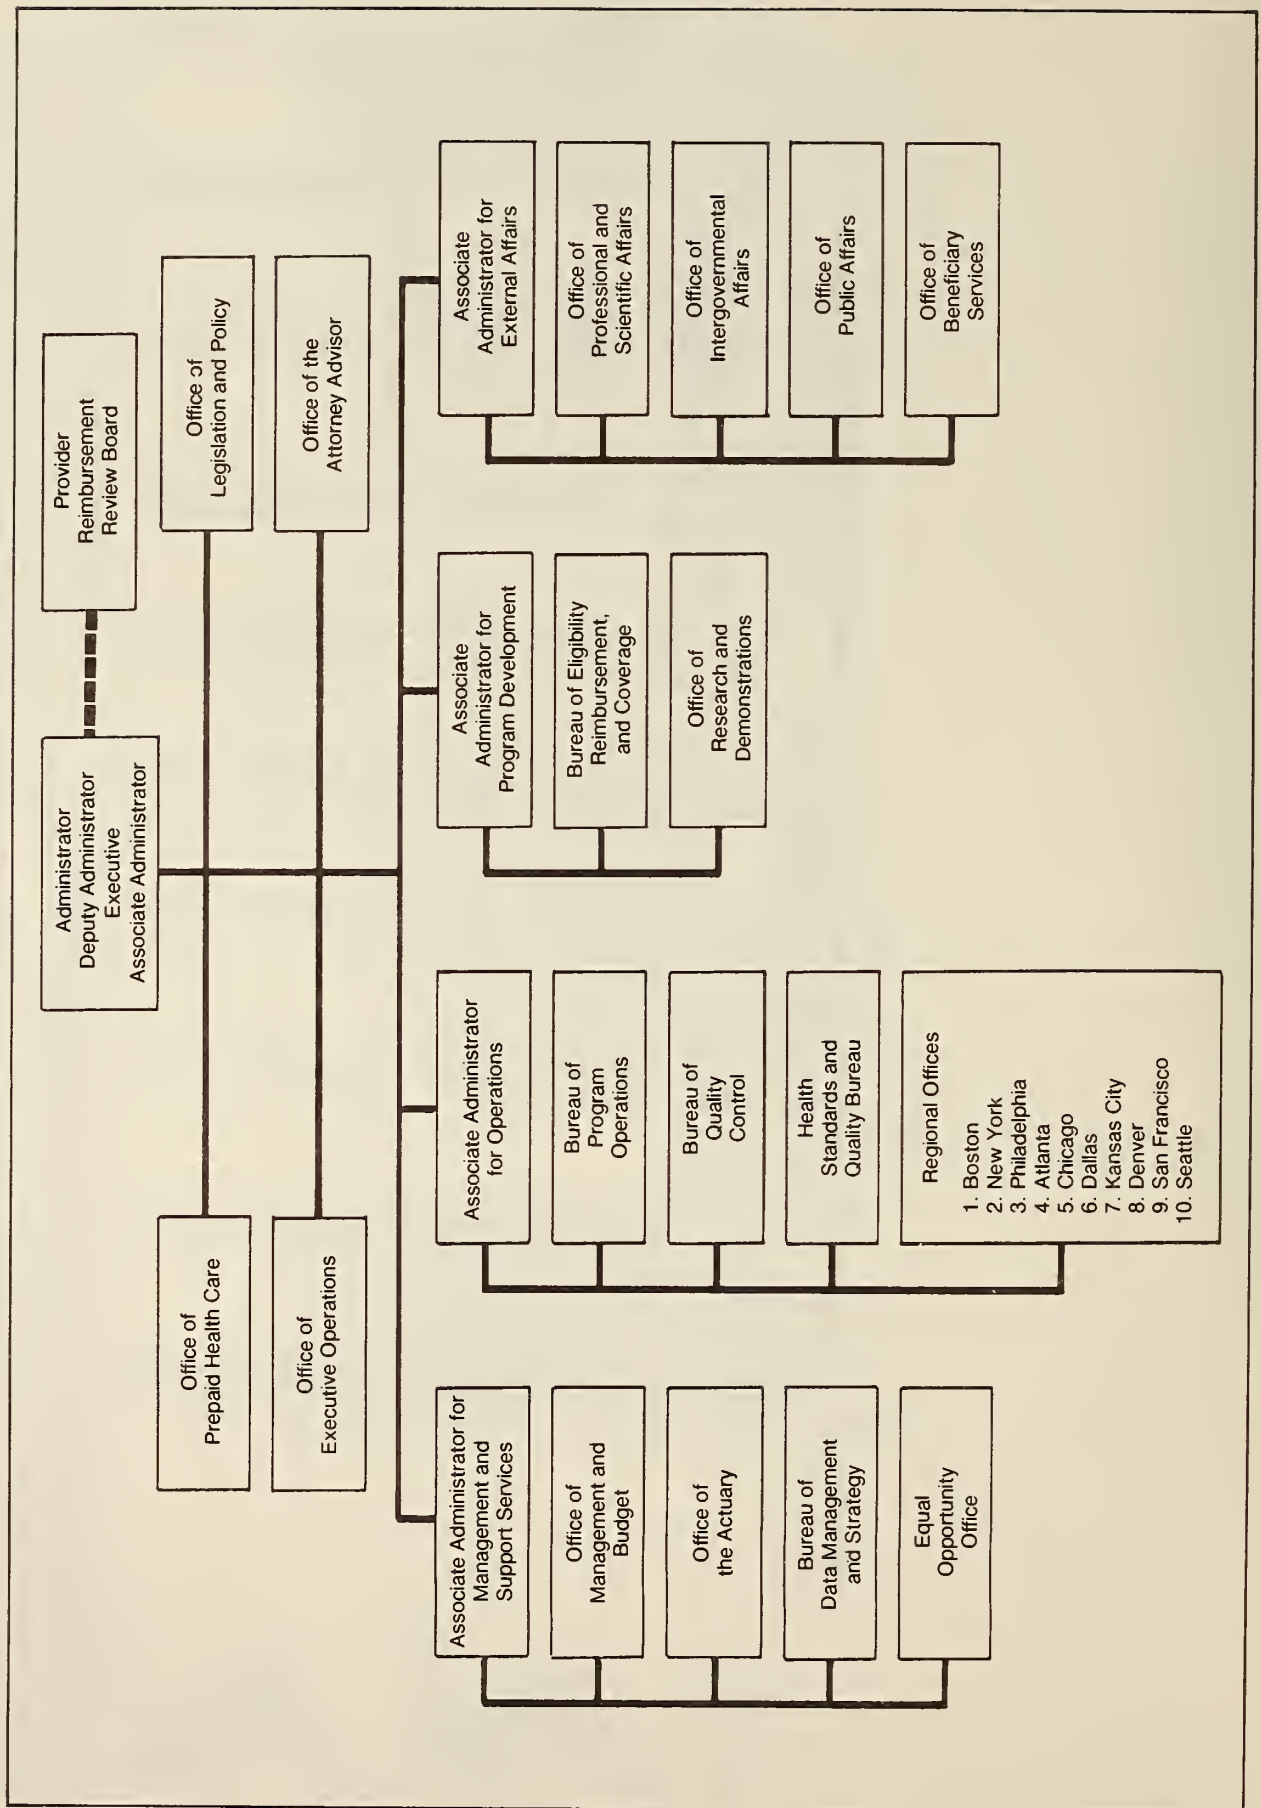 Administrator
Deputy Administrator
Executive
Associate Administrator
Provider
Reimbursement
Review Board
Office of
Prepaid Health Care
Office of
Legislation and Policy
Office of
Executive Operations
Office of the
Attorney Advisor
Associate Administrator for
Management and
Support Services
Office of
Management and
Budget
Office of
the Actuary
Bureau of
Data Management
and Strategy
Equal
Opportunity
Office
Associate Administrator
for Operations
Bureau of
Program
Operations
Bureau of
Quality
Control
Health
Standards and
Quality Bureau
Regional Offices
1. Boston
2. New York
3. Philadelphia
4. Atlanta
5. Chicago
6. Dallas
7. Kansas City
8. Denver
9. San Francisco
10. Seattle
Associate
Administrator for
Program Development
Bureau of Eligibility
Reimbursement,
and Coverage
Office of
Research and
Demonstrations
Associate
Administrator for
External Affairs
Office of
Professional and
Scientific Affairs
Office of
Intergovernmental
Affairs
Office of
Public Affairs
Office of
Beneficiary
Services